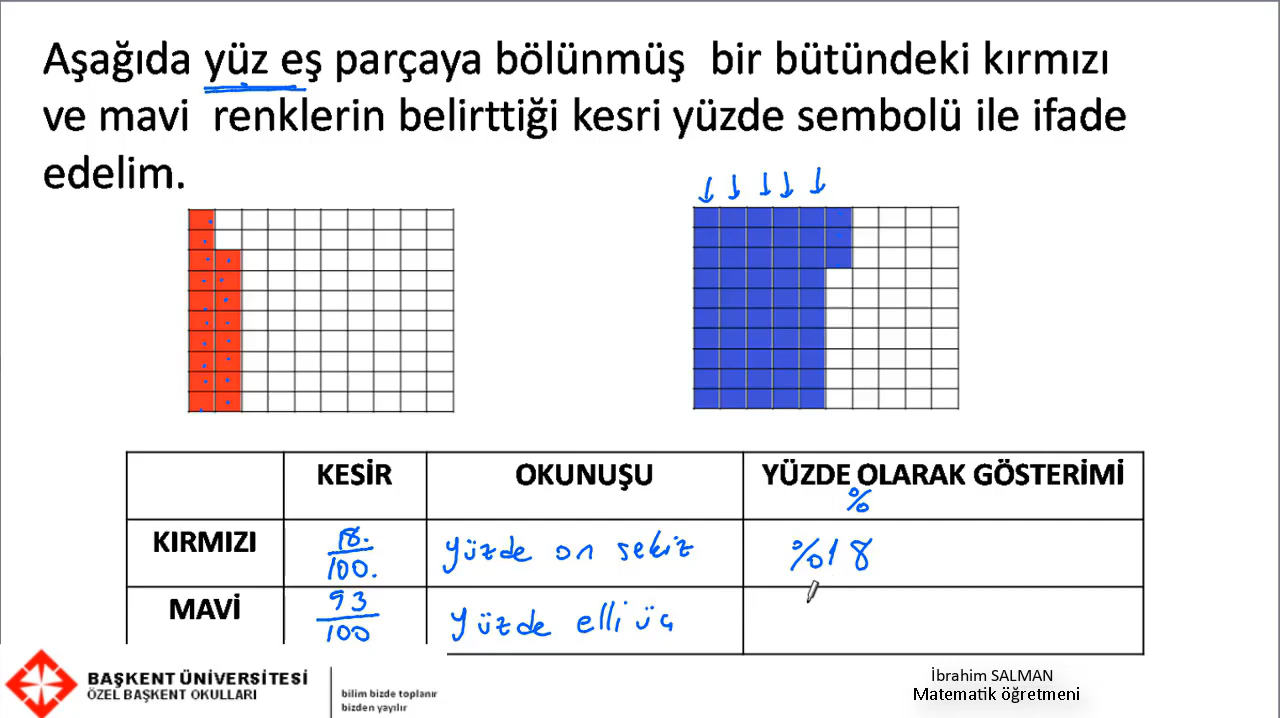 Aşağıda yüz eş parçaya bölünmüş bir bütündeki kırmızı
ve mavi renklerin belirttiği kesri yüzde sembolü ile ifade
edelim.
KESİR OKUNUŞU YÜZDE OLARAK GÖSTERİMİ
%
KIRMIZI 18. yüzde on sekiz %18
100.
MAVİ 93 yüzde elli üç
100
BAŞKENT ÜNİVERSİTESİ
ÖZEL BAŞKENT OKULLARI
bilim bizde toplanır
bizden yayılır
İbrahim SALMAN
Matematik öğretmeni